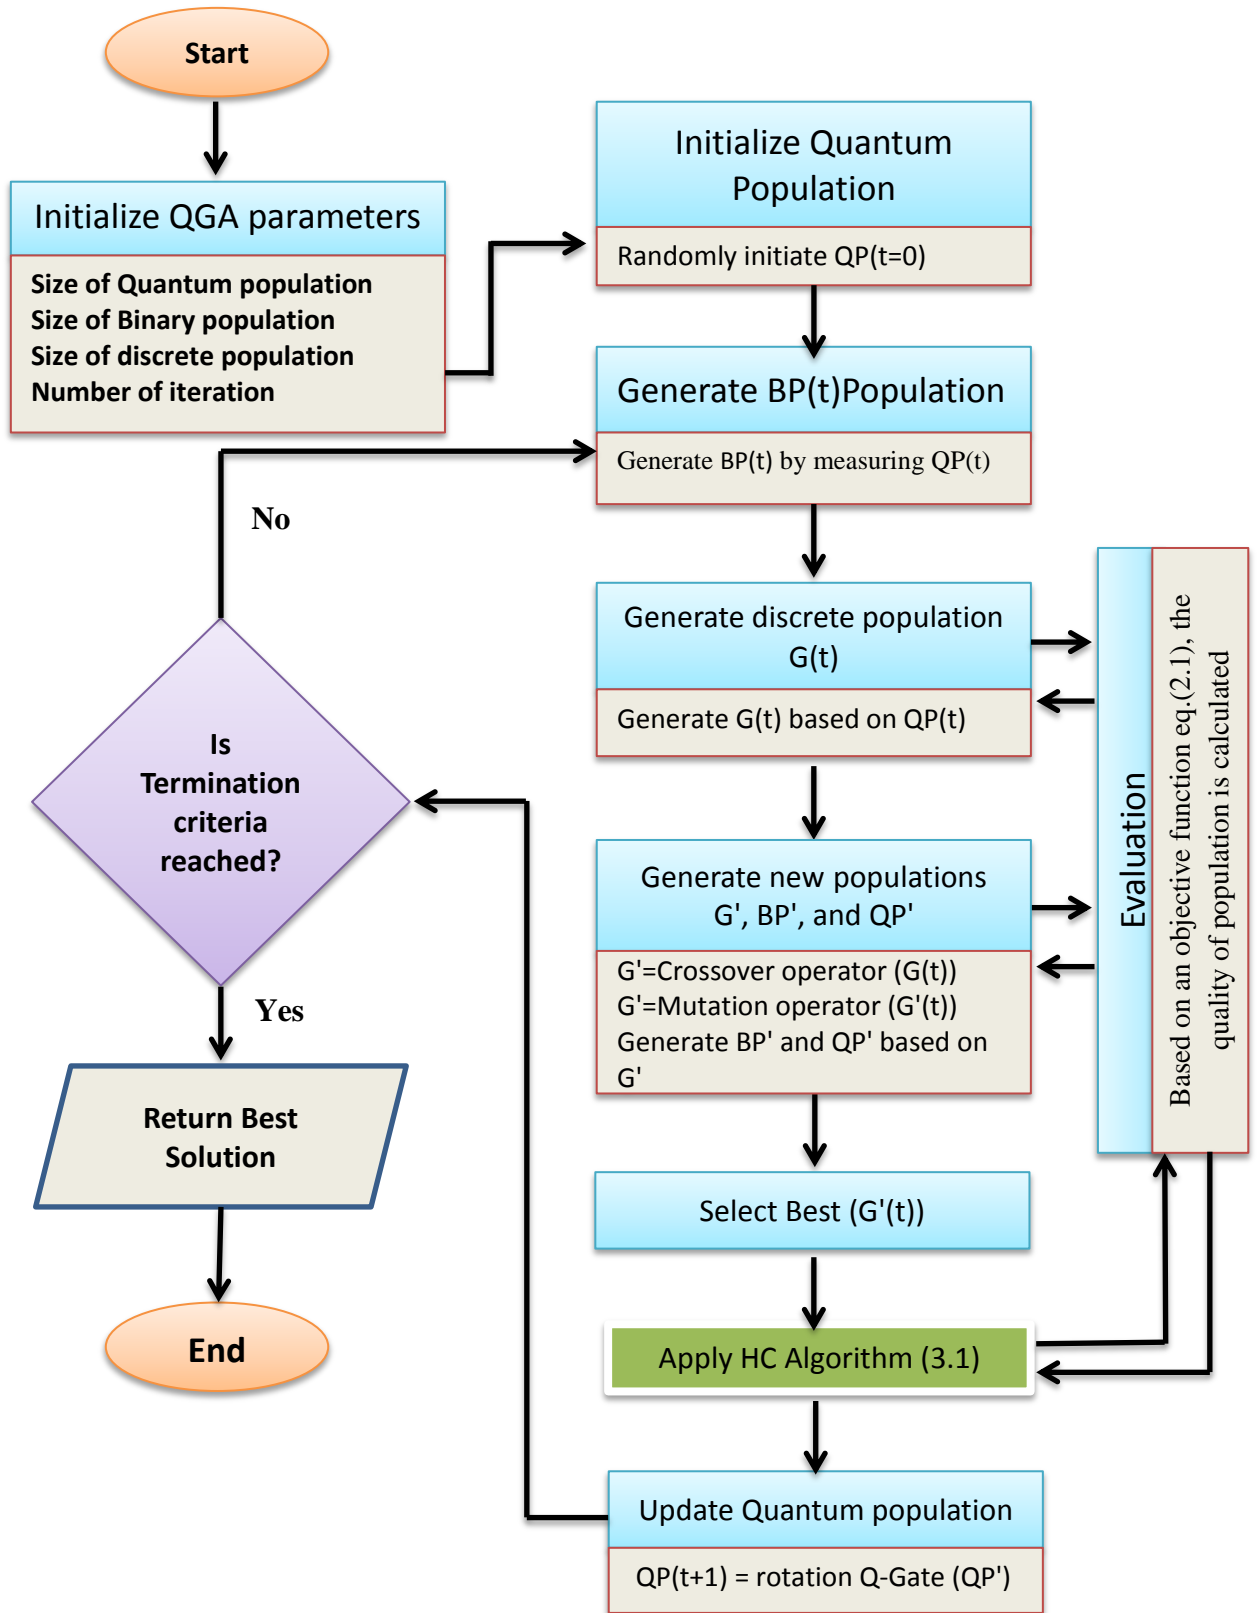 Start
Initialize QGA parameters
Size of Quantum population
Size of Binary population
Size of discrete population
Number of iteration
Initialize Quantum
Population
Randomly initiate QP(t=0)
Generate BP(t)Population
Generate BP(t) by measuring QP(t)
Generate discrete population
G(t)
Generate G(t) based on QP(t)
Generate new populations
G', BP', and QP'
G'=Crossover operator (G(t))
G'=Mutation operator (G'(t))
Generate BP' and QP' based on
G'
Evaluation
Based on an objective function eq.(2.1), the
quality of population is calculated
Select Best (G'(t))
Apply HC Algorithm (3.1)
Update Quantum population
QP(t+1) = rotation Q-Gate (QP')
Is
Termination
criteria
reached?
No
Yes
Return Best
Solution
End